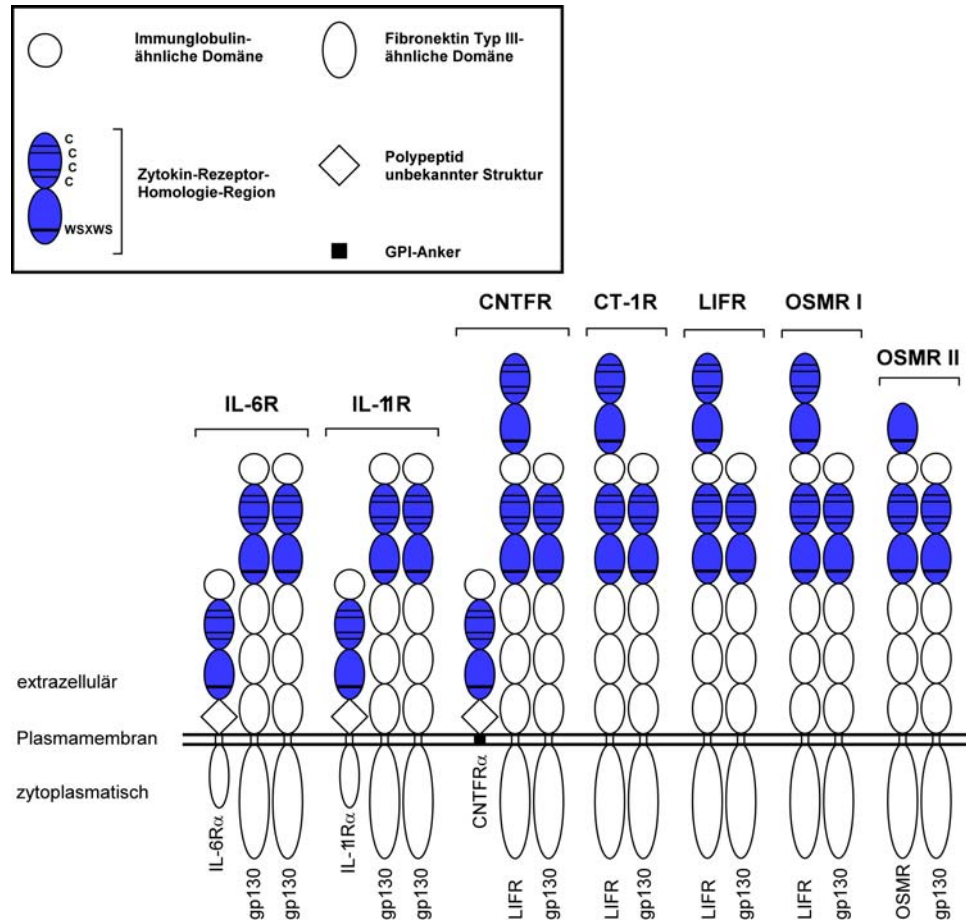 Immunglobulin-
ähnliche Domäne
Fibronektin Typ III-
ähnliche Domäne
C
C
C
C
WSXWS
Zytokin-Rezeptor-
Homologie-Region
Polypeptid
unbekannter Struktur
GPI-Anker
CNTFR
CT-1R
LIFR
OSMR I
OSMR II
IL-6R
IL-11R
extrazellulär
Plasmamembran
zytoplasmatisch
IL-6Rα
gp130
gp130
IL-11Rα
gp130
gp130
CNTFRα
LIFR
gp130
LIFR
gp130
LIFR
gp130
LIFR
gp130
OSMR
gp130